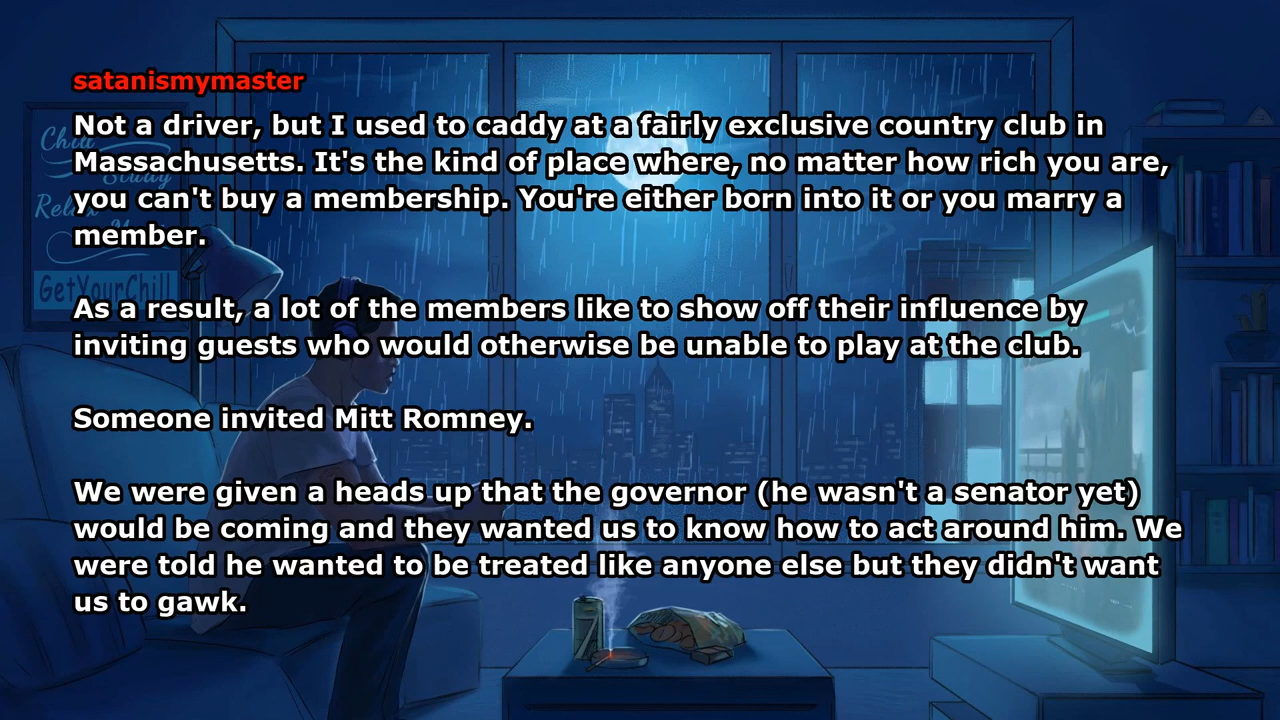 satanismymaster
Not a driver, but I used to caddy at a fairly exclusive country club in
Massachusetts. It's the kind of place where, no matter how rich you are,
you can't buy a membership. You're either born into it or you marry a
member.
As a result, a lot of the members like to show off their influence by
inviting guests who would otherwise be unable to play at the club.
Someone invited Mitt Romney.
We were given a heads up that the governor (he wasn't a senator yet)
would be coming and they wanted us to know how to act around him. We
were told he wanted to be treated like anyone else but they didn't want
us to gawk.
Chill
Study
Relax
GetYourChill